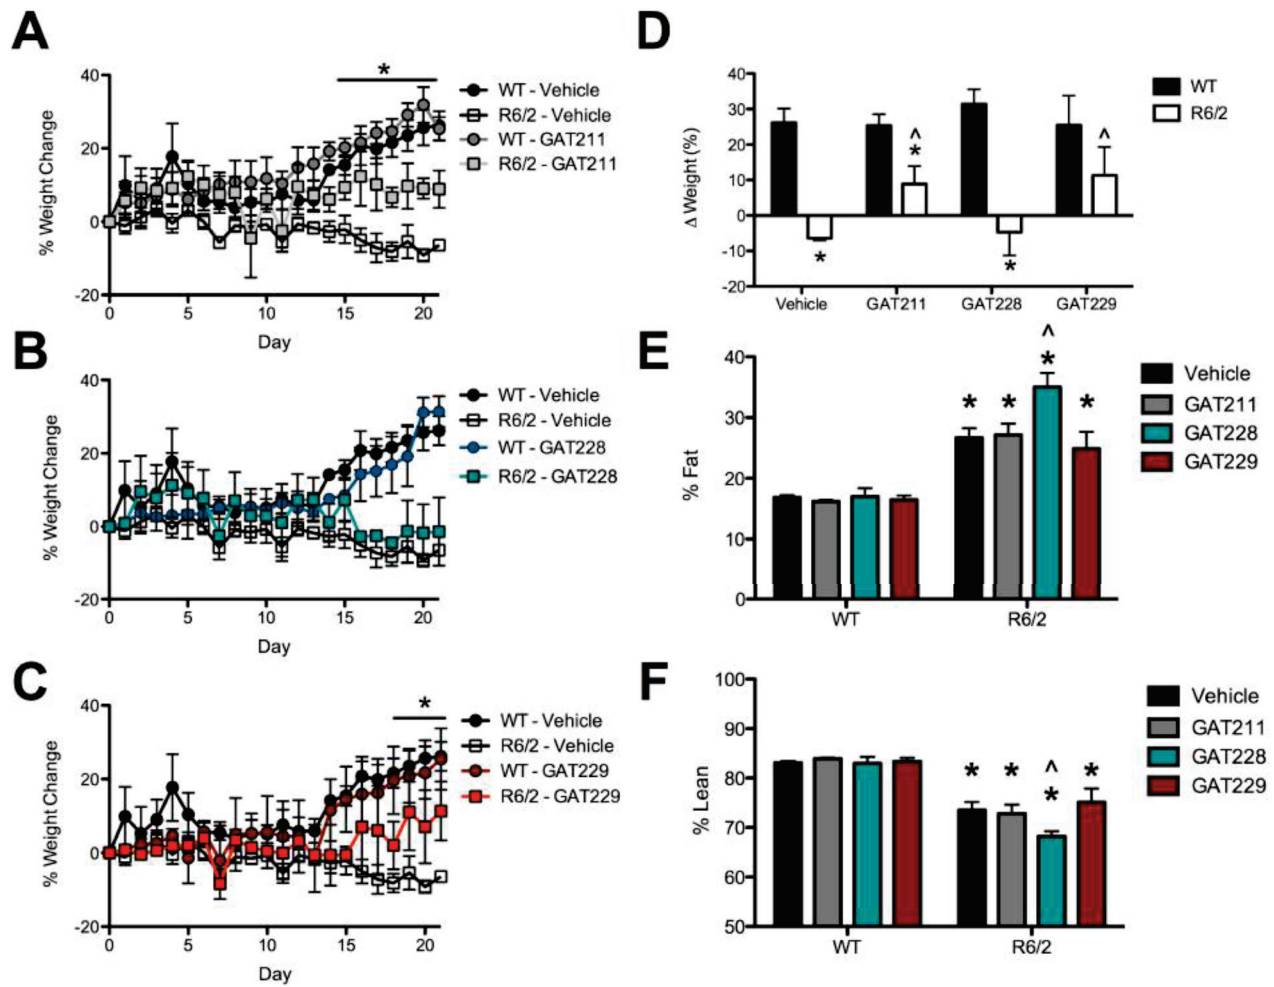 A
% Weight Change
40
20
0
-20
0 5 10 15 20
Day
*
WT - Vehicle
R6/2 - Vehicle
WT - GAT211
R6/2 - GAT211
B
% Weight Change
40
20
0
-20
0 5 10 15 20
Day
WT - Vehicle
R6/2 - Vehicle
WT - GAT228
R6/2 - GAT228
C
% Weight Change
40
20
0
-20
0 5 10 15 20
Day
*
WT - Vehicle
R6/2 - Vehicle
WT - GAT229
R6/2 - GAT229
D
Δ Weight (%)
40
30
20
10
0
-10
-20
^ ^
*
* *
Vehicle GAT211 GAT228 GAT229
WT
R6/2
E
% Fat
40
30
20
10
0
^
*
* * *
WT R6/2
Vehicle
GAT211
GAT228
GAT229
F
% Lean
100
90
80
70
60
50
* * ^ *
*
WT R6/2
Vehicle
GAT211
GAT228
GAT229